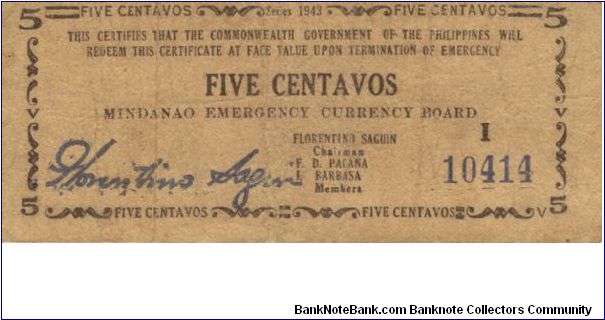 5 FIVE CENTAVOS Series 1943 FIVE CENTAVOS 5
THIS CERTIFIES THAT THE COMMONWEALTH GOVERNMENT OF THE PHILIPPINES WILL
REDEEM THIS CERTIFICATE AT FACE VALUE UPON TERMINATION OF EMERGENCY
FIVE CENTAVOS
MINDANAO EMERGENCY CURRENCY BOARD
FLORENTINO SAGUIN
Chairman
F. D. PACANA
I. BARBASA
Members
I
10414
Florentino Saguin
5 FIVE CENTAVOS FIVE CENTAVOS V 5
BankNoteBank.com Banknote Collectors Community